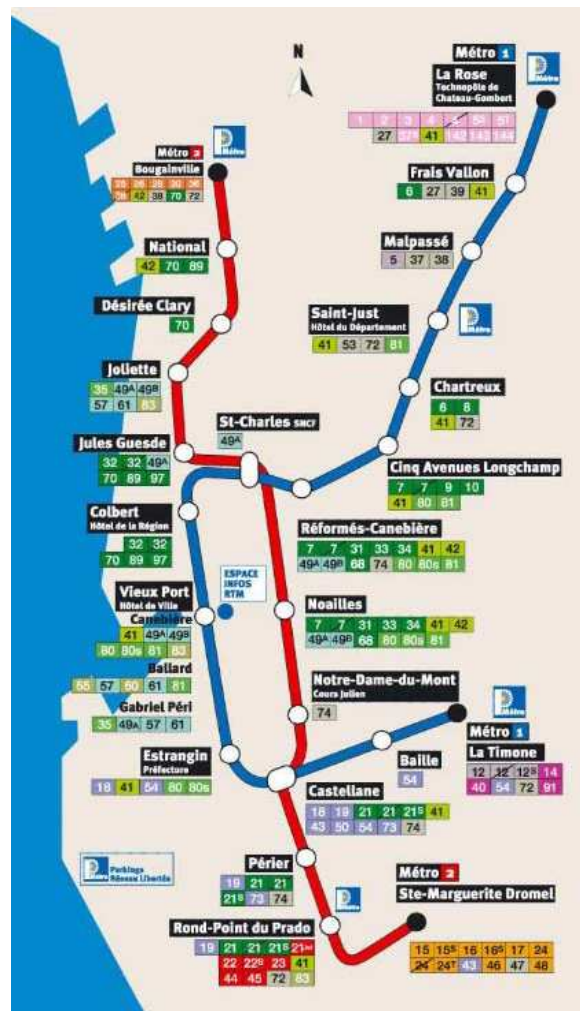 N
Métro 1
La Rose
Technopôle de
Chateau-Gombert
1 2 3 4
27 37S 41 142 143 144
Métro
Métro 2
Bougainville
42 38 70 72
Métro
Frais Vallon
6 27 39 41
National
42 70 89
Malpassé
5 37 38
Désirée Clary
70
Saint-Just
Hôtel du Département
41 53 72 81
Métro
Joliette
35 49A 49B
57 61 83
Chartreux
6 8
41 72
St-Charles SNCF
49A
Jules Guesde
32 32 49A
70 89 97
Cinq Avenues Longchamp
7 7 9 10
41 80 81
Colbert
Hôtel de la Région
32 32
70 89 97
Réformés-Canebière
7 7 31 33 34 41 42
49A 49B 68 74 80 80s 81
ESPACE
INFOS
RTM
Vieux Port
Hôtel de Ville
Canebière
41 49A 49B
80 80s 81 83
Noailles
7 7 31 33 34 41 42
49A 49B 68 80 80s 81
Ballard
55 57 60 61 81
Gabriel Péri
35 49A 57 61
Notre-Dame-du-Mont
Cours Julien
74
Métro
Métro 1
La Timone
12 12 12S 14
40 54 72 91
Estrangin
Préfecture
18 41 54 80 80s
Baille
54
Castellane
18 19 21 21 21S 41
43 50 54 73 74
Parkings
Réseau Libertés
Périer
19 21 21
21S 73 74
Métro
Métro 2
Ste-Marguerite Dromel
15 15S 16 16S 17 24
24 24T 43 46 47 48
Rond-Point du Prado
19 21 21 21S 21Jet
22 22S 23 41
44 45 72 83